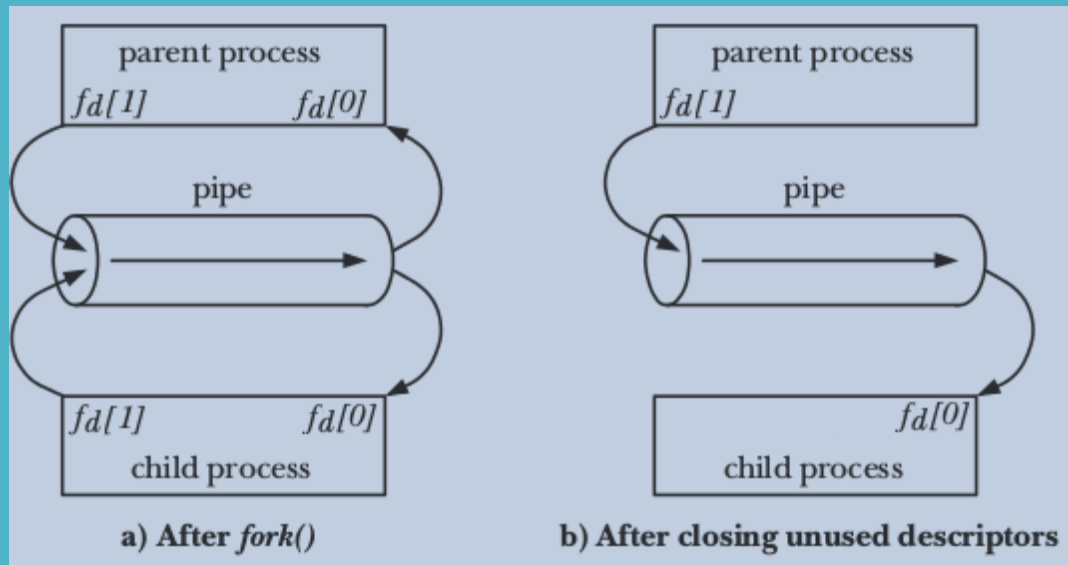 parent process
fd[1] fd[0]
pipe
fd[1] fd[0]
child process
a) After fork()
parent process
fd[1]
pipe
fd[0]
child process
b) After closing unused descriptors